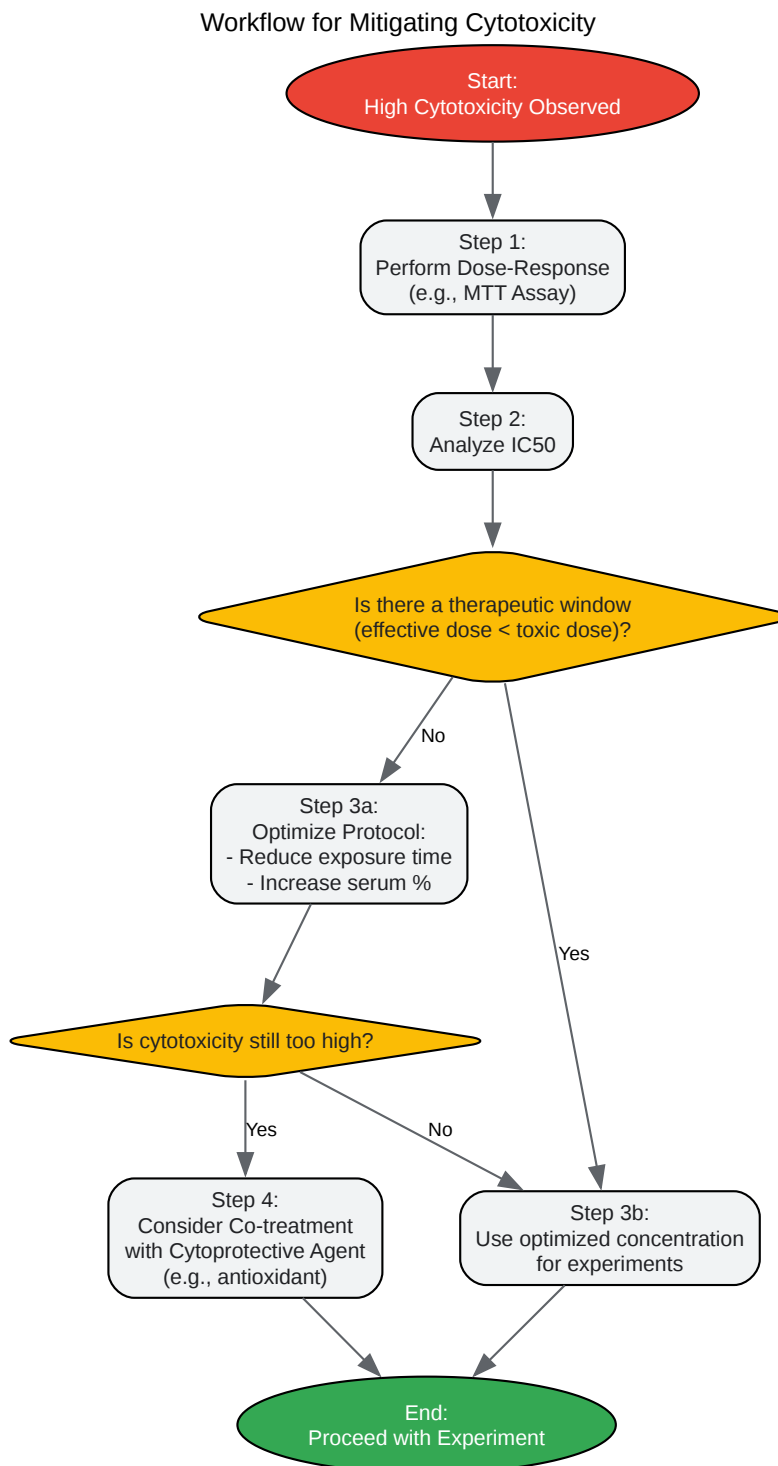 Workflow for Mitigating Cytotoxicity
Start:
High Cytotoxicity Observed
Step 1:
Perform Dose-Response
(e.g., MTT Assay)
Step 2:
Analyze IC50
Is there a therapeutic window
(effective dose < toxic dose)?
No
Step 3a:
Optimize Protocol:
- Reduce exposure time
- Increase serum %
Yes
Is cytotoxicity still too high?
Yes
No
Step 4:
Consider Co-treatment
with Cytoprotective Agent
(e.g., antioxidant)
Step 3b:
Use optimized concentration
for experiments
End:
Proceed with Experiment